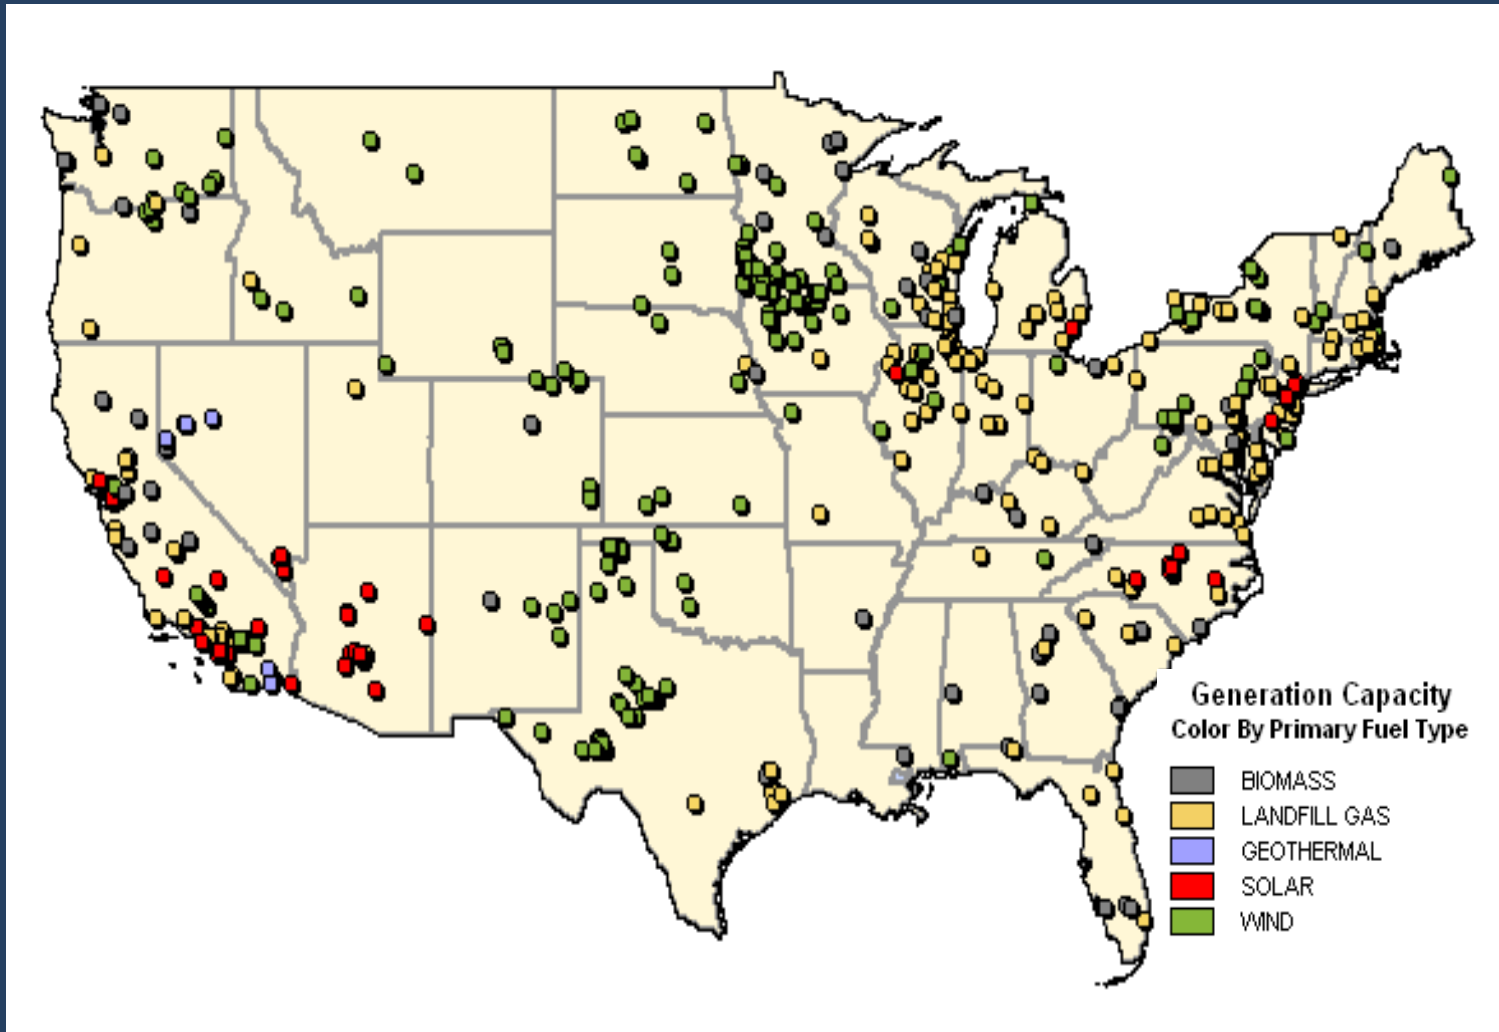 Generation Capacity
Color By Primary Fuel Type
BIOMASS
LANDFILL GAS
GEOTHERMAL
SOLAR
WIND